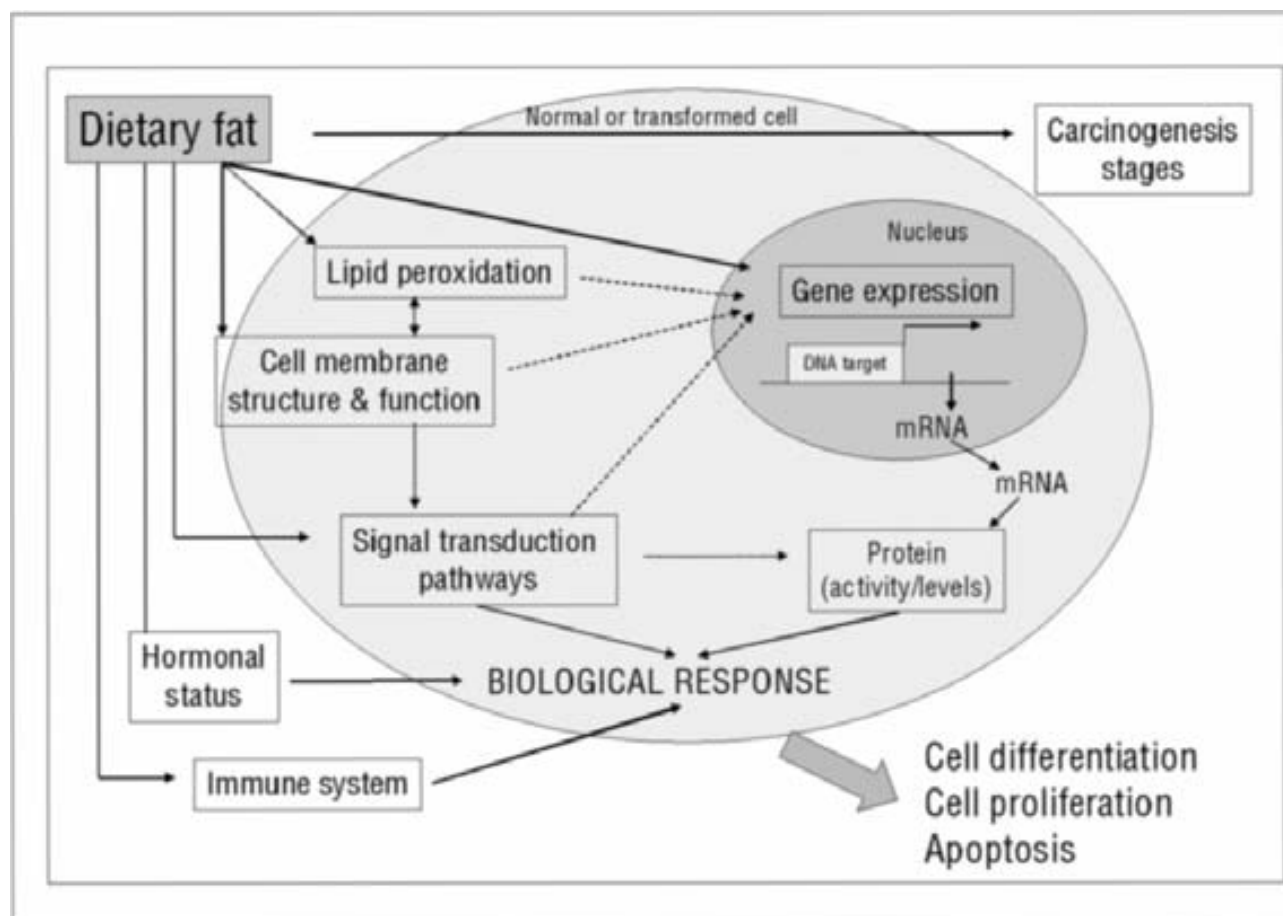 Dietary fat
Normal or transformed cell
Carcinogenesis
stages
Nucleus
Lipid peroxidation
Gene expression
Cell membrane
structure & function
DNA target
mRNA
mRNA
Signal transduction
pathways
Protein
(activity/levels)
Hormonal
status
BIOLOGICAL RESPONSE
Immune system
Cell differentiation
Cell proliferation
Apoptosis